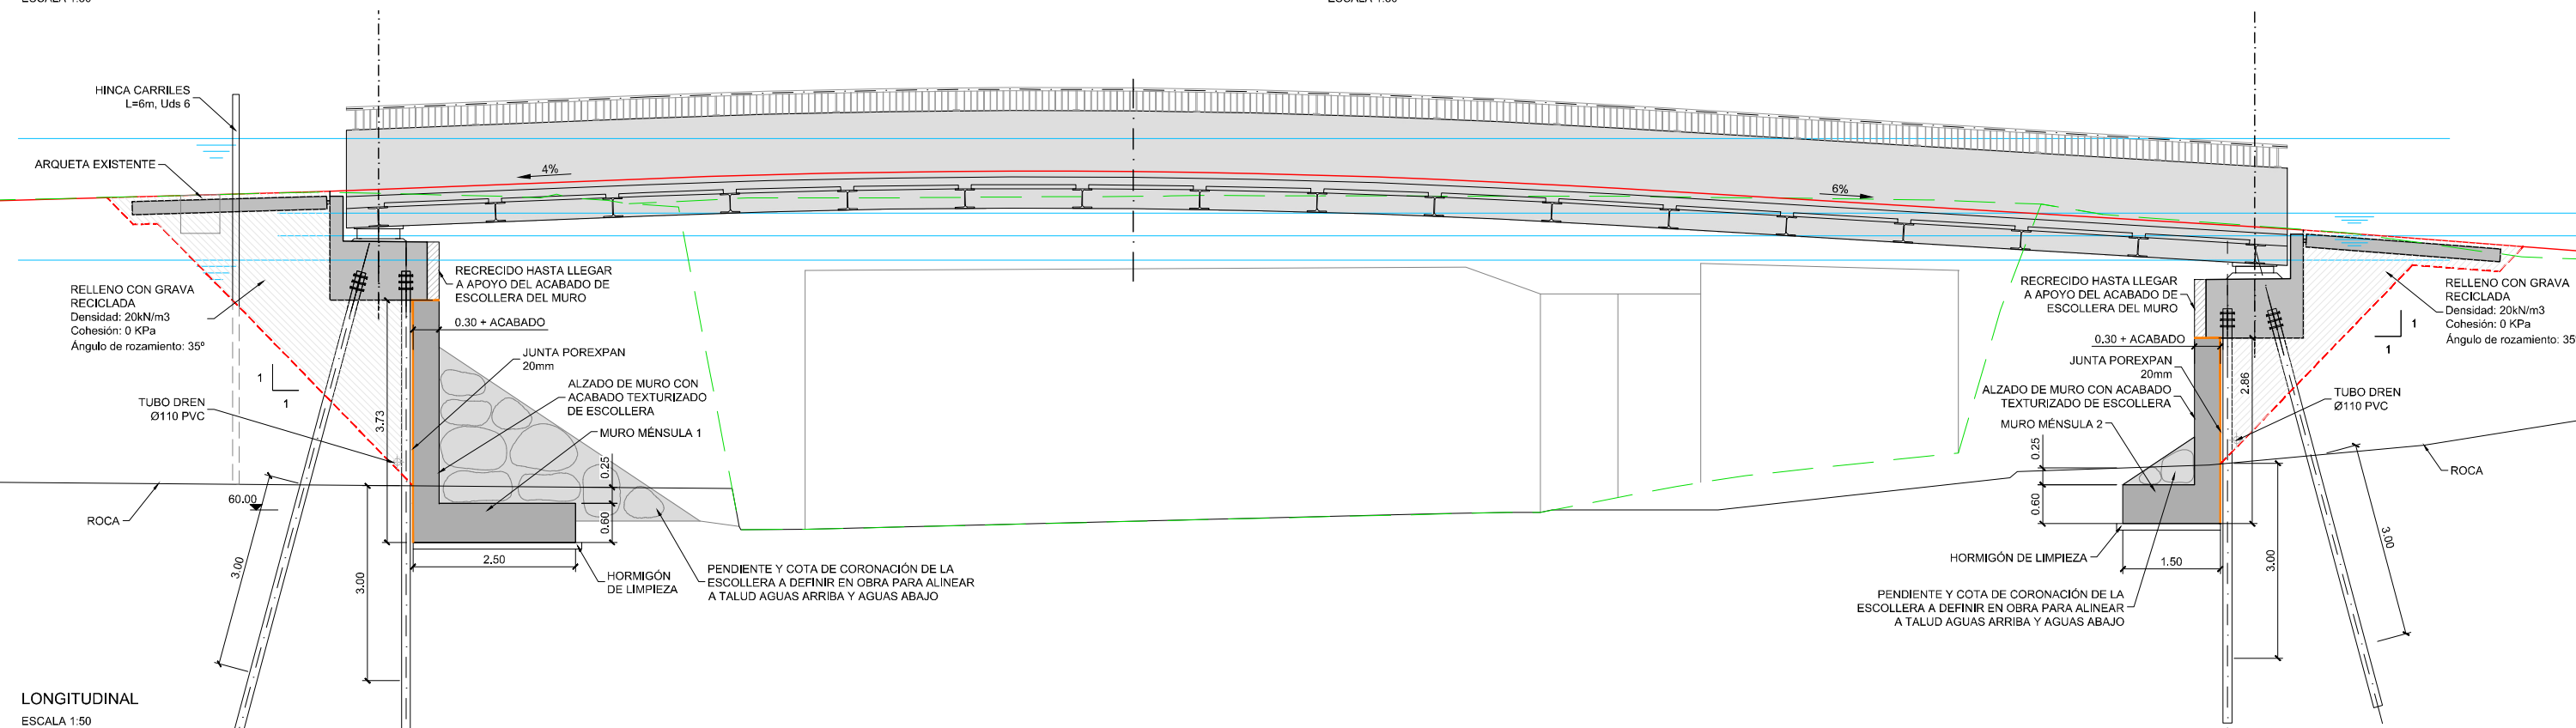 HINCA CARRILES
L=6m, Uds 6
ARQUETA EXISTENTE
4%
6%
RELLENO CON GRAVA
RECICLADA
Densidad: 20kN/m3
Cohesión: 0 KPa
Ángulo de rozamiento: 35º
1
1
TUBO DREN
Ø110 PVC
60.00
ROCA
3.00
3.00
3.73
RECRECIDO HASTA LLEGAR
A APOYO DEL ACABADO DE
ESCOLLERA DEL MURO
0.30 + ACABADO
JUNTA POREXPAN
20mm
ALZADO DE MURO CON
ACABADO TEXTURIZADO
DE ESCOLLERA
MURO MÉNSULA 1
0.25
0.60
2.50
HORMIGÓN
DE LIMPIEZA
PENDIENTE Y COTA DE CORONACIÓN DE LA
ESCOLLERA A DEFINIR EN OBRA PARA ALINEAR
A TALUD AGUAS ARRIBA Y AGUAS ABAJO
RECRECIDO HASTA LLEGAR
A APOYO DEL ACABADO DE
ESCOLLERA DEL MURO
0.30 + ACABADO
JUNTA POREXPAN
20mm
ALZADO DE MURO CON ACABADO
TEXTURIZADO DE ESCOLLERA
MURO MÉNSULA 2
0.25
0.60
2.86
1.50
HORMIGÓN DE LIMPIEZA
PENDIENTE Y COTA DE CORONACIÓN DE LA
ESCOLLERA A DEFINIR EN OBRA PARA ALINEAR
A TALUD AGUAS ARRIBA Y AGUAS ABAJO
3.00
3.00
RELLENO CON GRAVA
RECICLADA
Densidad: 20kN/m3
Cohesión: 0 KPa
Ángulo de rozamiento: 35
1
1
TUBO DREN
Ø110 PVC
ROCA
LONGITUDINAL
ESCALA 1:50